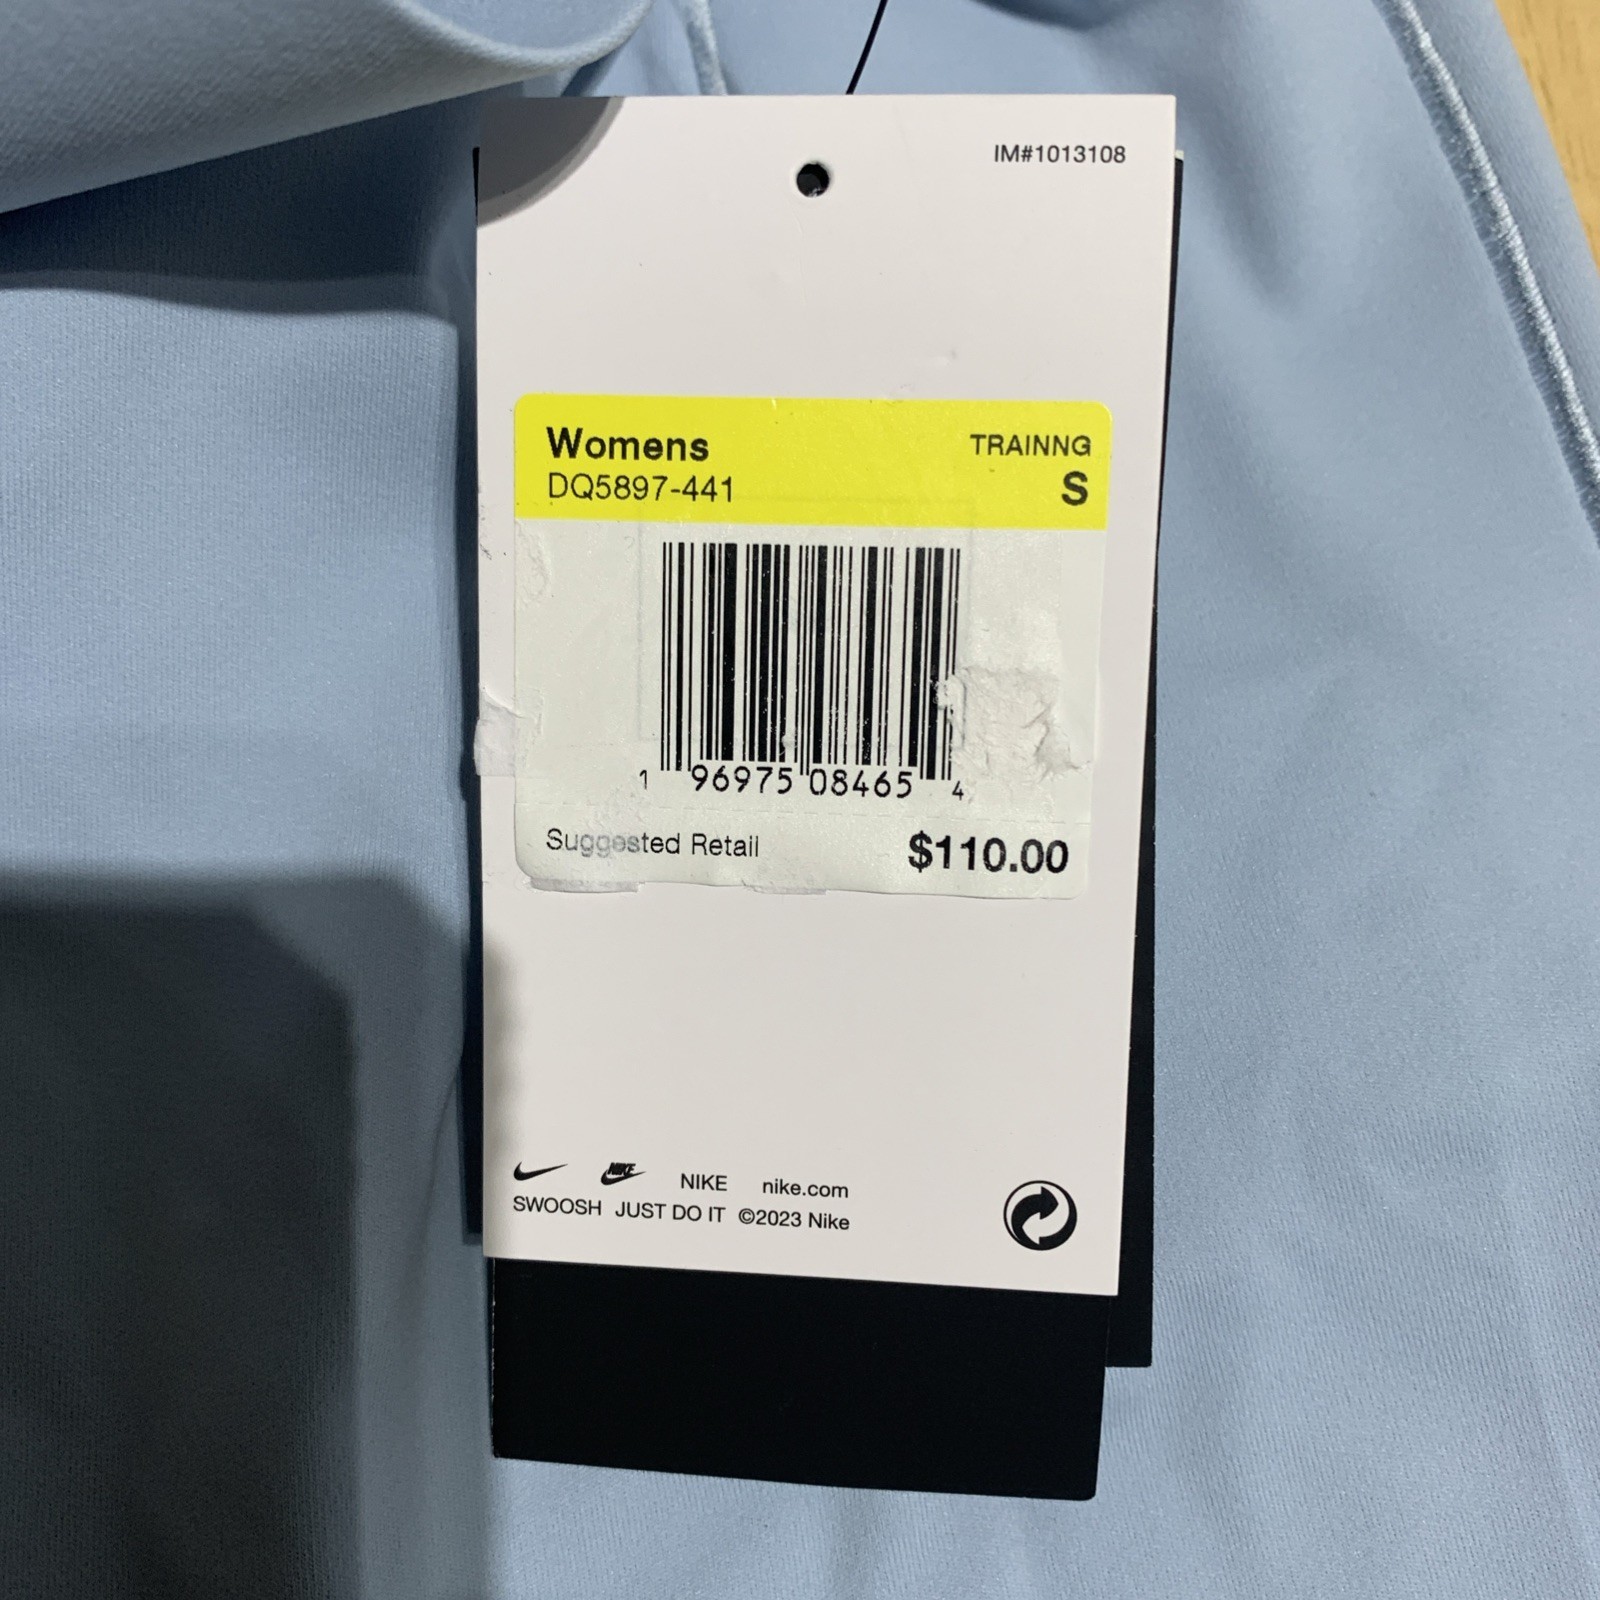 IM#1013108
Womens TRAINNG
DQ5897-441 S
1 96975 08465 4
Suggested Retail $110.00
NIKE NIKE nike.com
SWOOSH JUST DO IT ©2023 Nike